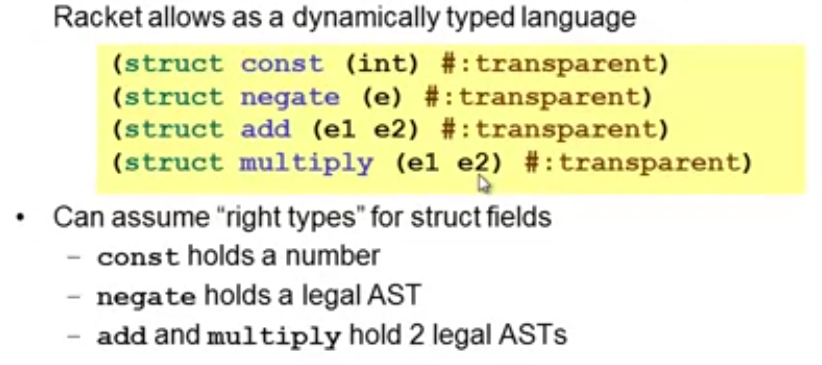 Racket allows as a dynamically typed language
(struct const (int) #:transparent)
(struct negate (e) #:transparent)
(struct add (e1 e2) #:transparent)
(struct multiply (e1 e2) #:transparent)
• Can assume “right types” for struct fields
– const holds a number
– negate holds a legal AST
– add and multiply hold 2 legal ASTs